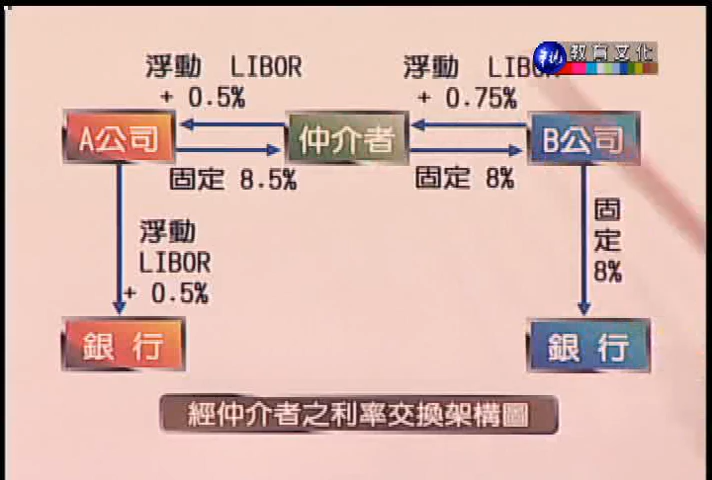 浮動 LIBOR
+ 0.5%
浮動 LIBOR
+ 0.75%
教育文化
A公司
仲介者
B公司
固定 8.5%
固定 8%
浮動
LIBOR
+ 0.5%
固
定
8%
銀行
銀行
經仲介者之利率交換架構圖